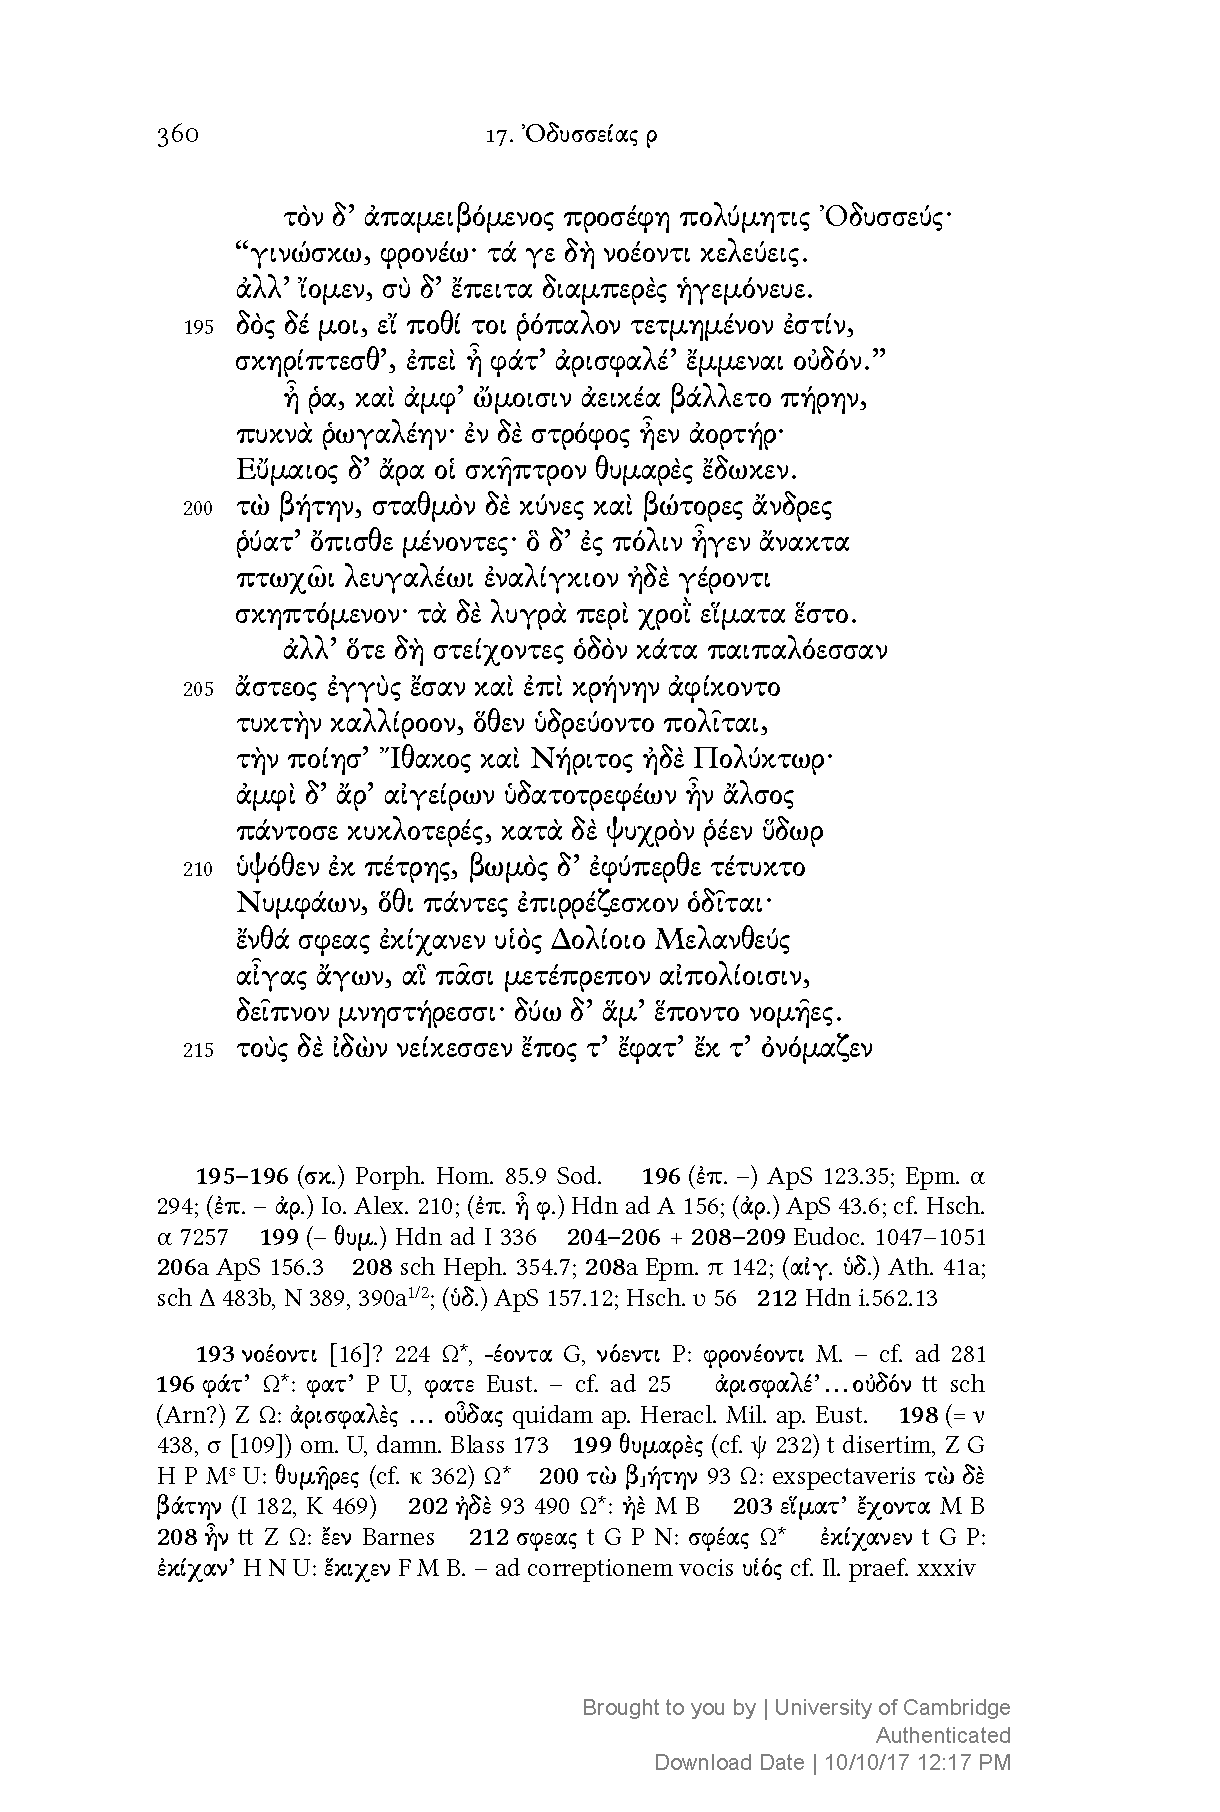 360 17. Ὀδυσσείας ρ
τὸν δ’ ἀπαμειβόμενος προσέφη πολύμητις Ὀδυσσεύς·
“γινώσκω, φρονέω· τά γε δὴ νοέοντι κελεύεις.
ἀλλ’ ἴομεν, σὺ δ’ ἔπειτα διαμπερὲς ἡγεμόνευε.
195 δὸς δέ μοι, εἴ ποθί τοι ῥόπαλον τετμημένον ἐστίν,
σκηρίπτεσθ’, ἐπεὶ ἦ φάτ’ ἀρισφαλέ’ ἔμμεναι οὐδόν.”
ἦ ῥα, καὶ ἀμφ’ ὤμοισιν ἀεικέα βάλλετο πήρην,
πυκνὰ ῥωγαλέην· ἐν δὲ στρόφος ἦεν ἀορτήρ·
Εὔμαιος δ’ ἄρα οἱ σκῆπτρον θυμαρὲς ἔδωκεν.
200 τὼ βήτην, σταθμὸν δὲ κύνες καὶ βώτορες ἄνδρες
ῥύατ’ ὄπισθε μένοντες· ὃ δ’ ἐς πόλιν ἦγεν ἄνακτα
πτωχῶι λευγαλέωι ἐναλίγκιον ἠδὲ γέροντι
σκηπτόμενον· τὰ δὲ λυγρὰ περὶ χροῒ εἵματα ἕστο.
ἀλλ’ ὅτε δὴ στείχοντες ὁδὸν κάτα παιπαλόεσσαν
205 ἄστεος ἐγγὺς ἔσαν καὶ ἐπὶ κρήνην ἀφίκοντο
τυκτὴν καλλίροον, ὅθεν ὑδρεύοντο πολῖται,
τὴν ποίησ’ Ἴθακος καὶ Νήριτος ἠδὲ Πολύκτωρ·
ἀμφὶ δ’ ἄρ’ αἰγείρων ὑδατοτρεφέων ἦν ἄλσος
πάντοσε κυκλοτερές, κατὰ δὲ ψυχρὸν ῥέεν ὕδωρ
210 ὑψόθεν ἐκ πέτρης, βωμὸς δ’ ἐφύπερθε τέτυκτο
Νυμφάων, ὅθι πάντες ἐπιρρέζεσκον ὁδῖται·
ἔνθά σφεας ἐκίχανεν υἱὸς Δολίοιο Μελανθεύς
αἶγας ἄγων, αἳ πᾶσι μετέπρεπον αἰπολίοισιν,
δεῖπνον μνηστήρεσσι· δύω δ’ ἅμ’ ἕποντο νομῆες.
215 τοὺς δὲ ἰδὼν νείκεσσεν ἔπος τ’ ἔφατ’ ἔκ τ’ ὀνόμαζεν
195–196 (σκ.) Porph. Hom. 85.9 Sod. 196 (ἐπ. –) ApS 123.35; Epm. α
294; (ἐπ. – ἀρ.) Io. Alex. 210; (ἐπ. ἦ φ.) Hdn ad A 156; (ἀρ.) ApS 43.6; cf. Hsch.
α 7257 199 (– θυμ.) Hdn ad I 336 204–206 + 208–209 Eudoc. 1047–1051
206a ApS 156.3 208 sch Heph. 354.7; 208a Epm. π 142; (αἰγ. ὑδ.) Ath. 41a;
sch Δ 483b, N 389, 390a1/2; (ὑδ.) ApS 157.12; Hsch. υ 56 212 Hdn i.562.13
193 νοέοντι [16]? 224 Ω*, -έοντα G, νόεντι P: φρονέοντι M. – cf. ad 281
196 φάτ’ Ω*: φατ’ P U, φατε Eust. – cf. ad 25 ἀρισφαλέ’…οὐδόν tt sch
(Arn?) Z Ω: ἀρισφαλὲς … οὖδας quidam ap. Heracl. Mil. ap. Eust. 198 (= ν
438, σ [109]) om. U, damn. Blass 173 199 θυμαρὲς (cf. ψ 232) t disertim, Z G
H P Mˢ U: θυμῆρες (cf. κ 362) Ω* 200 τὼ β⌋ήτην 93 Ω: exspectaveris τὼ δὲ
βάτην (I 182, K 469) 202 ἠδὲ 93 490 Ω*: ἠὲ M B 203 εἵματ’ ἔχοντα M B
208 ἦν tt Z Ω: ἔεν Barnes 212 σφεας t G P N: σφέας Ω* ἐκίχανεν t G P:
ἐκίχαν’ H N U: ἔκιχεν F M B. – ad correptionem vocis υἱός cf. Il. praef. xxxiv
Brought to you by | University of Cambridge
Authenticated
Download Date | 10/10/17 12:17 PM